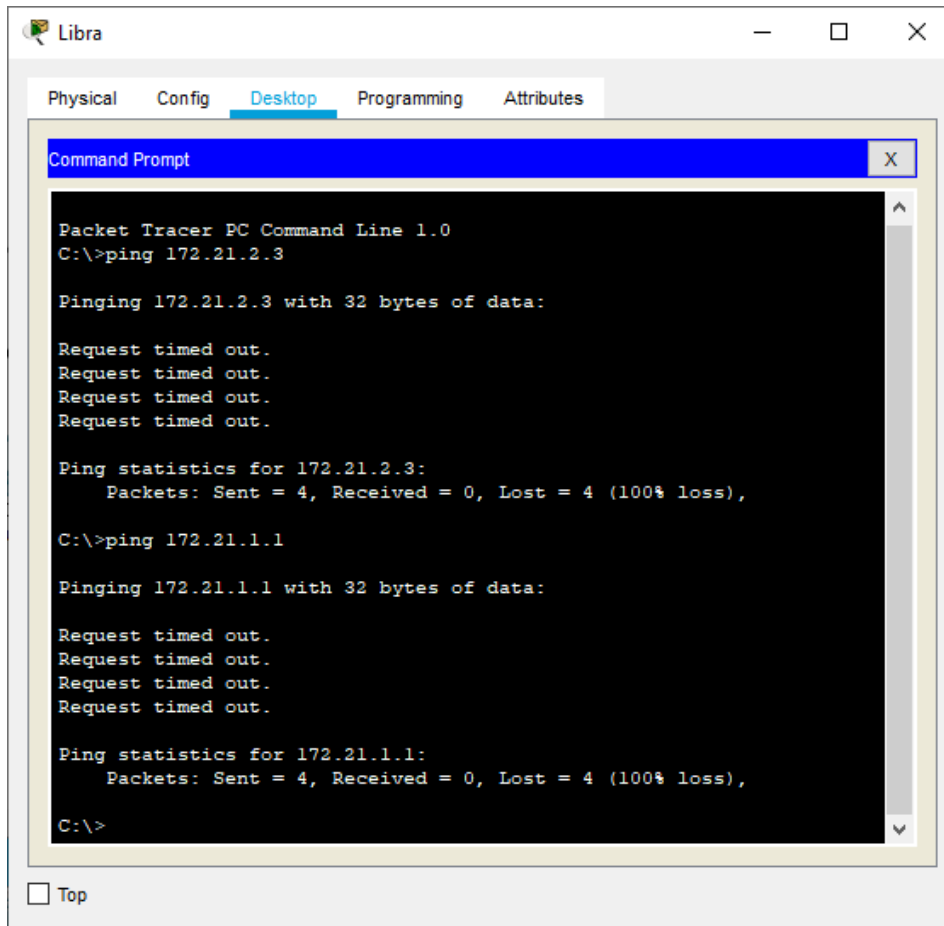 Libra
Physical Config Desktop Programming Attributes
Command Prompt X
Packet Tracer PC Command Line 1.0
C:\>ping 172.21.2.3
Pinging 172.21.2.3 with 32 bytes of data:
Request timed out.
Request timed out.
Request timed out.
Request timed out.
Ping statistics for 172.21.2.3:
    Packets: Sent = 4, Received = 0, Lost = 4 (100% loss),
C:\>ping 172.21.1.1
Pinging 172.21.1.1 with 32 bytes of data:
Request timed out.
Request timed out.
Request timed out.
Request timed out.
Ping statistics for 172.21.1.1:
    Packets: Sent = 4, Received = 0, Lost = 4 (100% loss),
C:\>
Top